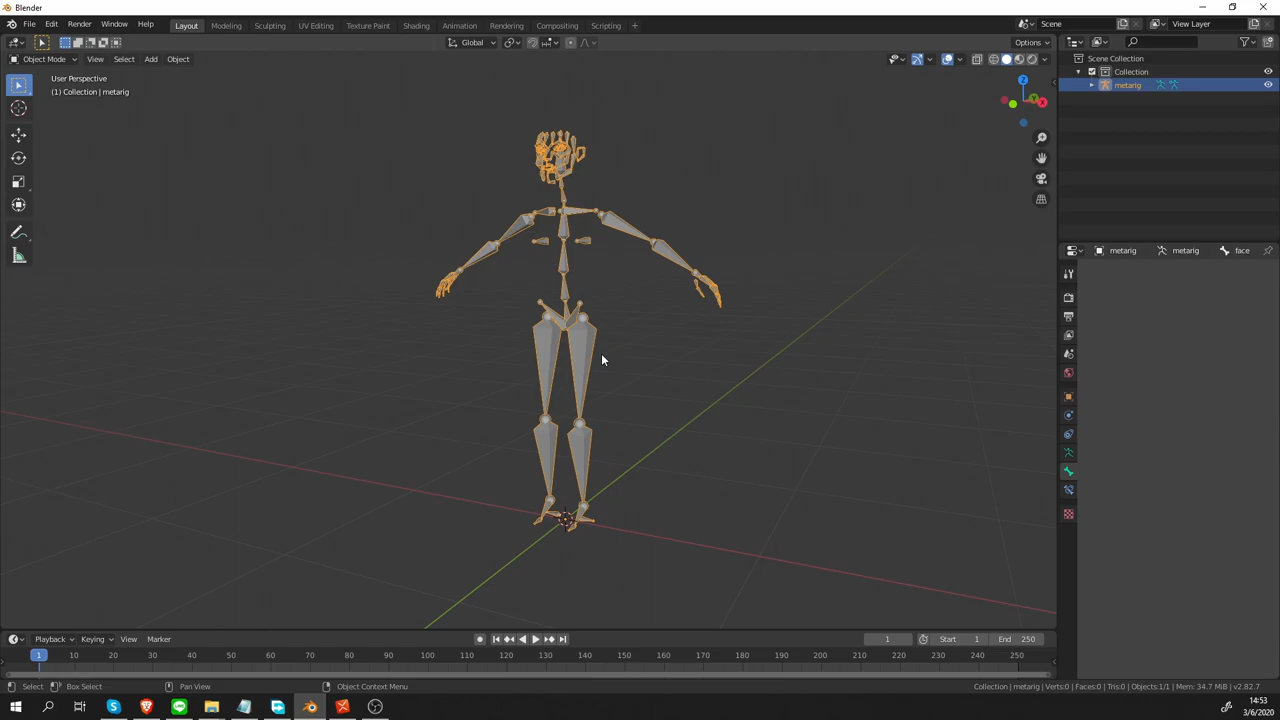 Blender
File Edit Render Window Help Layout Modeling Sculpting UV Editing Texture Paint Shading Animation Rendering Compositing Scripting + Scene View Layer
Global Options
Object Mode View Select Add Object
User Perspective
(1) Collection | metarig
Scene Collection
Collection
metarig
Z
Y
X
metarig metarig face
Playback Keying View Marker 1 Start 1 End 250
1 10 20 30 40 50 60 70 80 90 100 110 120 130 140 150 160 170 180 190 200 210 220 230 240 250
Select Box Select Pan View Object Context Menu Collection | metarig | Verts:0 | Faces:0 | Tris:0 | Objects:1/1 | Mem: 34.7 MiB | v2.82.7
14:53
3/6/2020